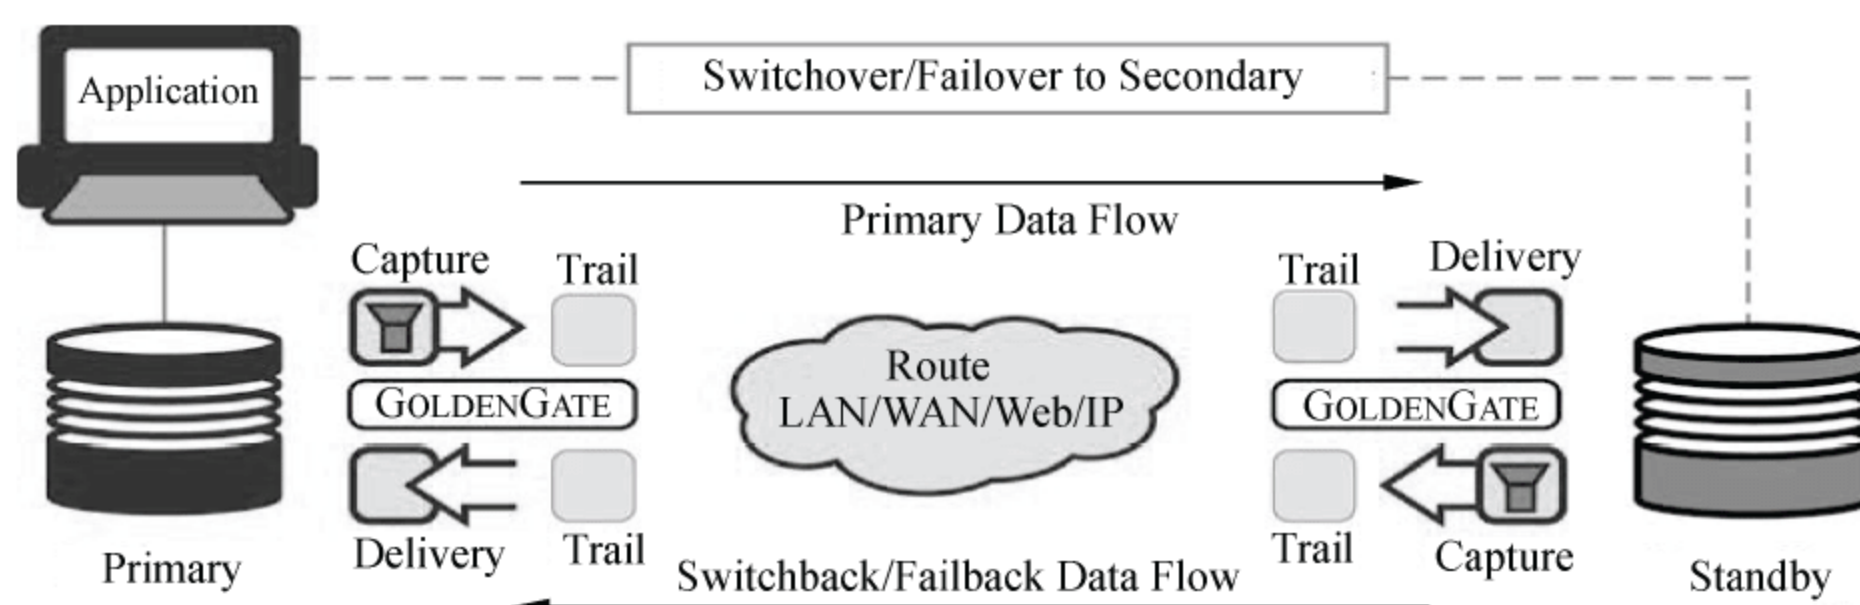 Application
Switchover/Failover to Secondary
Primary Data Flow
Capture
Trail
Trail
Delivery
Route
LAN/WAN/Web/IP
GOLDENGATE
GOLDENGATE
Delivery
Trail
Trail
Capture
Primary
Switchback/Failback Data Flow
Standby